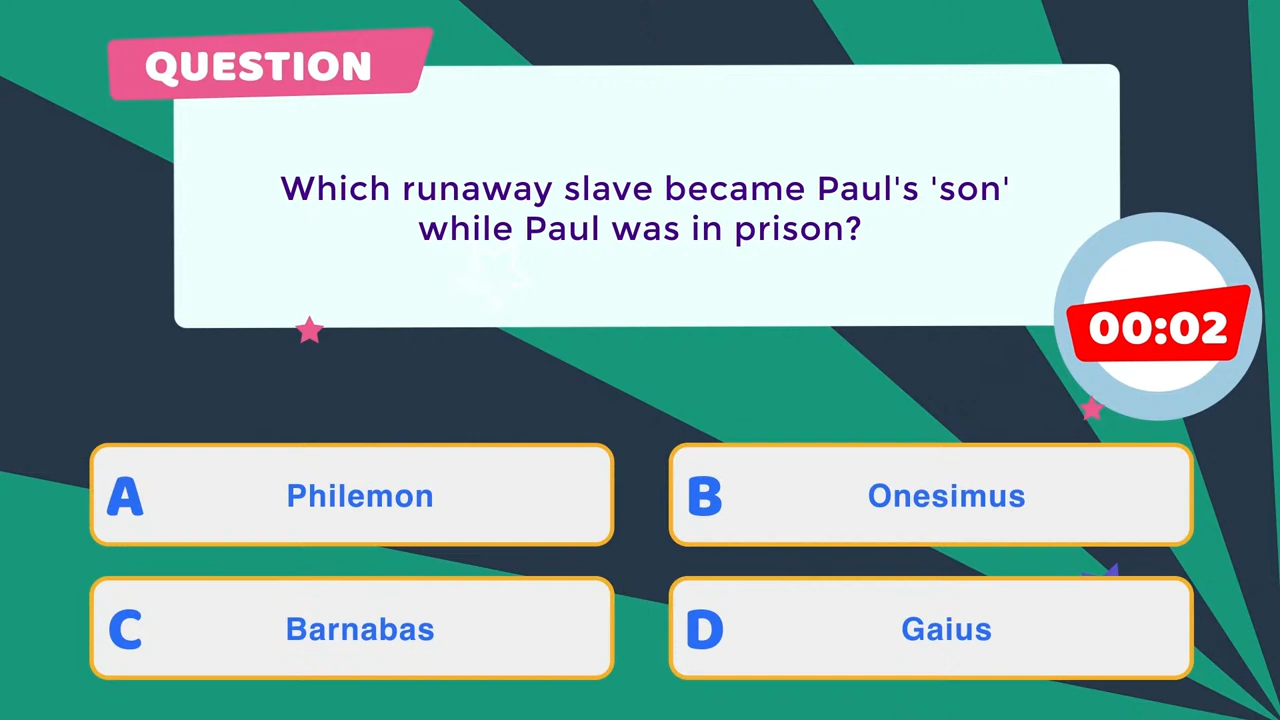 QUESTION
Which runaway slave became Paul's 'son'
while Paul was in prison?
00:02
A Philemon
B Onesimus
C Barnabas
D Gaius